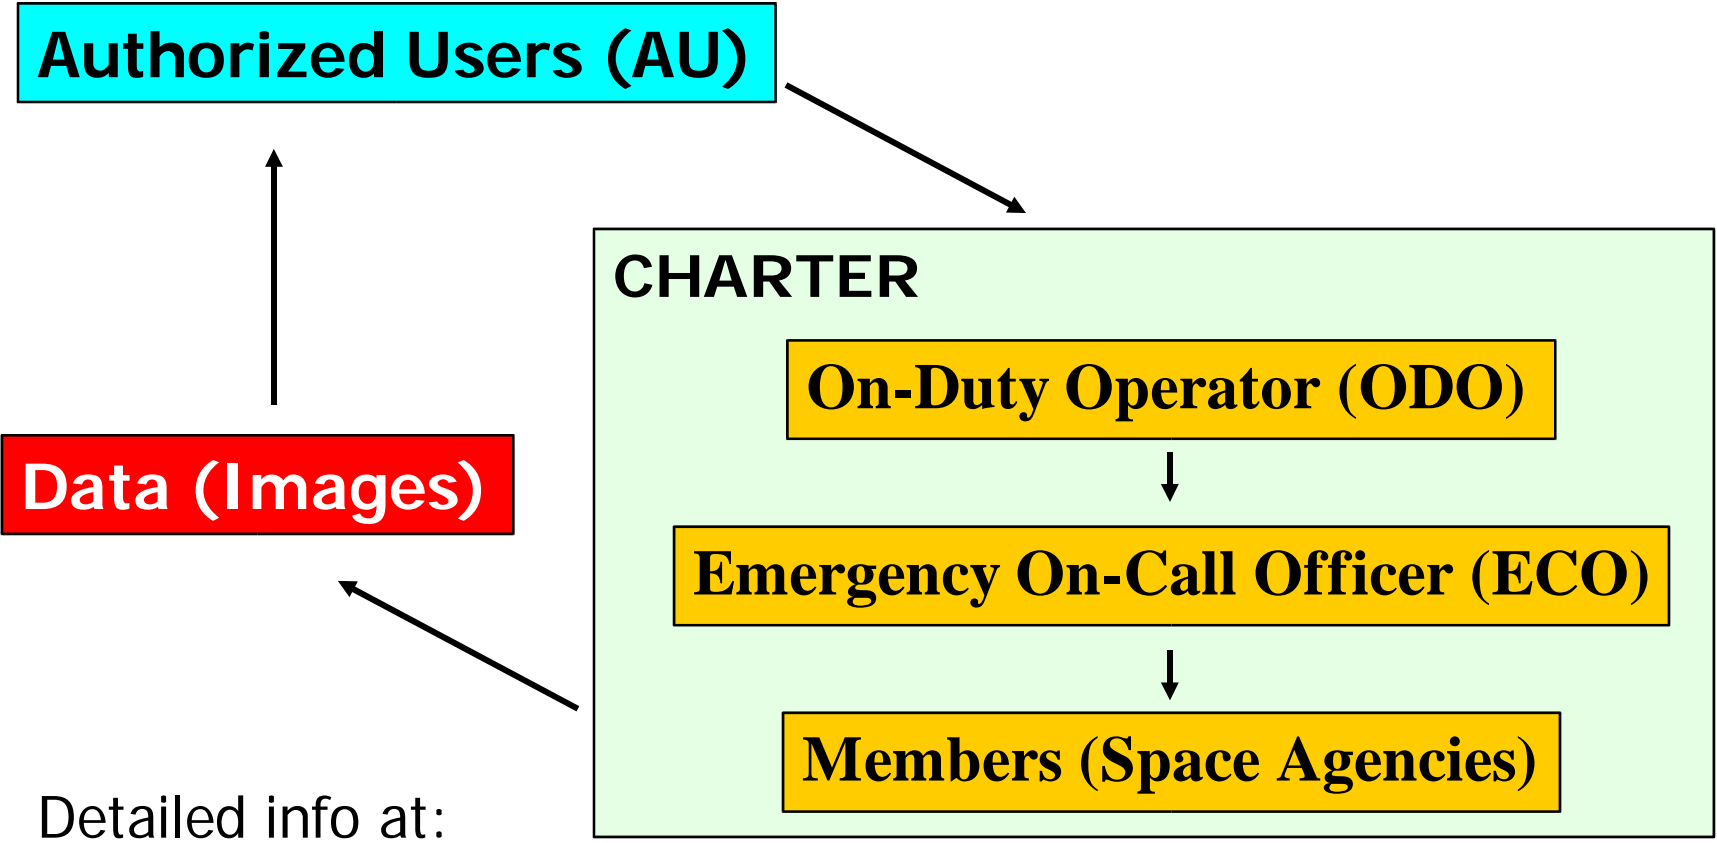 Authorized Users (AU)
CHARTER
On-Duty Operator (ODO)
Data (Images)
Emergency On-Call Officer (ECO)
Members (Space Agencies)
Detailed info at: